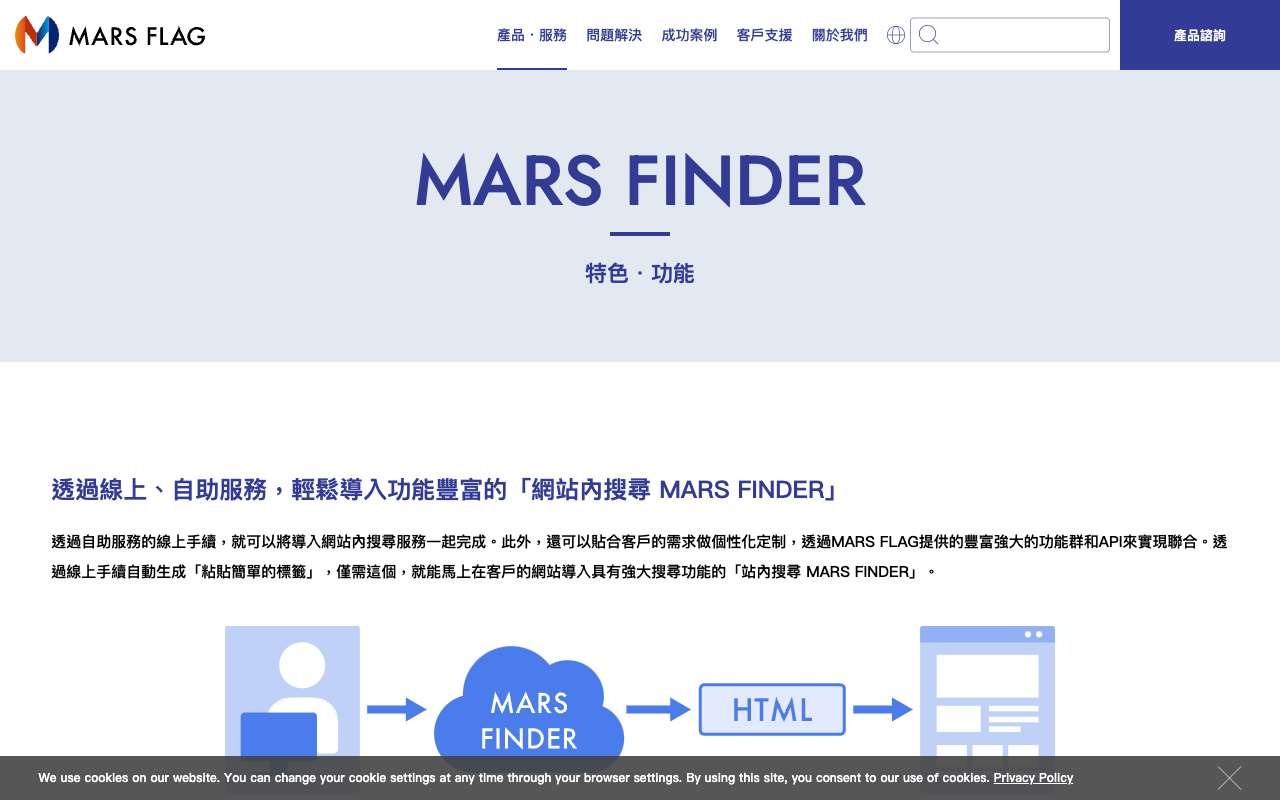 MARS FLAG
產品・服務 問題解決 成功案例 客戶支援 關於我們
產品諮詢
MARS FINDER
特色・功能
透過線上、自助服務，輕鬆導入功能豐富的「網站內搜尋 MARS FINDER」
透過自助服務的線上手續，就可以將導入網站內搜尋服務一起完成。此外，還可以貼合客戶的需求做個性化定制，透過MARS FLAG提供的豐富強大的功能群和API來實現聯合。透
過線上手續自動生成「粘貼簡單的標籤」，僅需這個，就能馬上在客戶的網站導入具有強大搜尋功能的「站內搜尋 MARS FINDER」。
MARS
FINDER
HTML
We use cookies on our website. You can change your cookie settings at any time through your browser settings. By using this site, you consent to our use of cookies. Privacy Policy